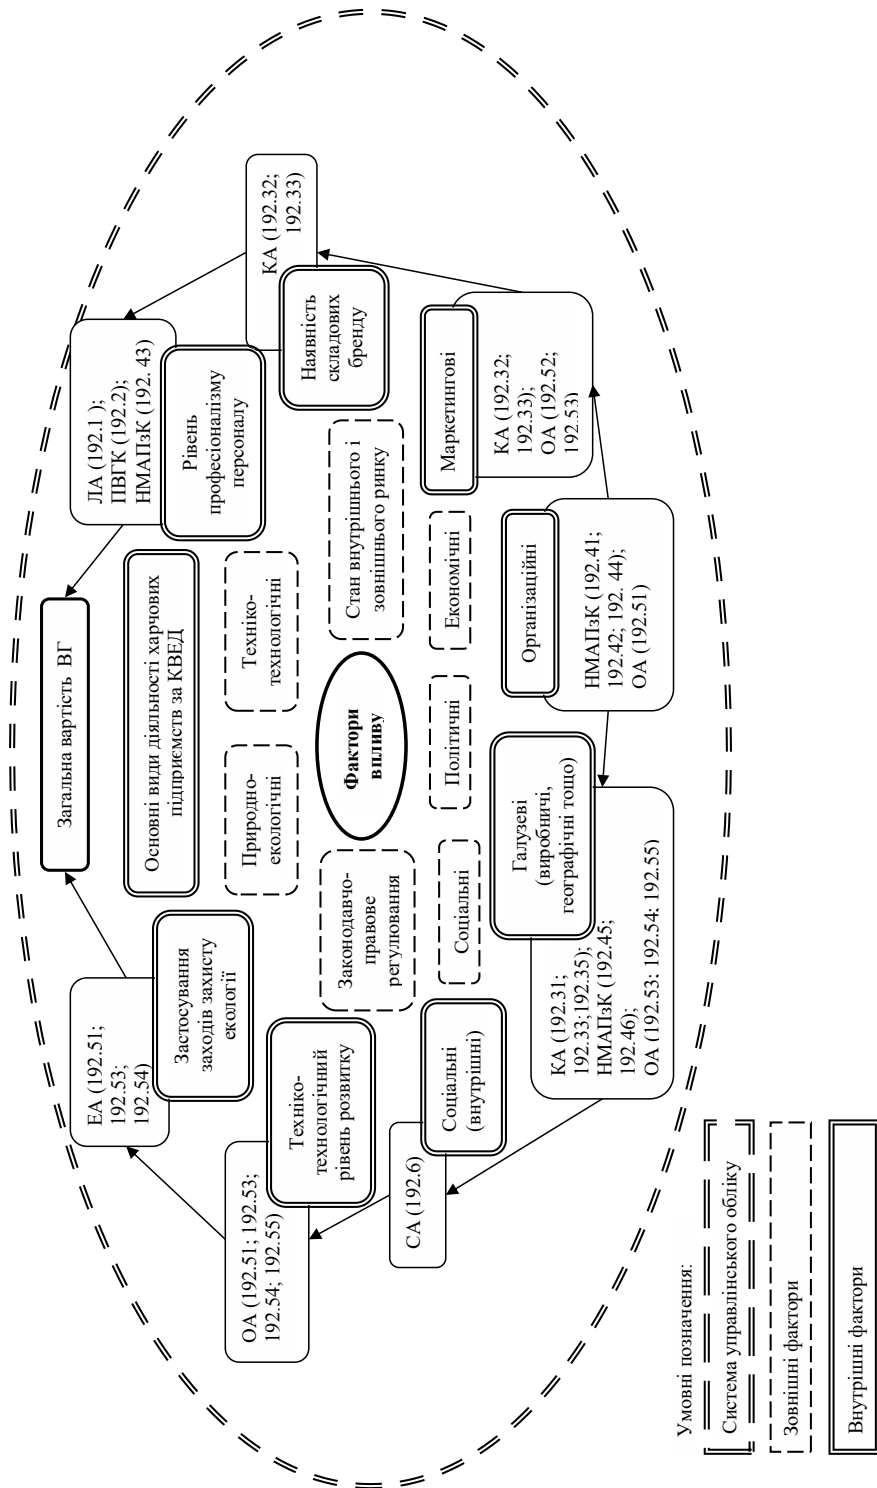 Загальна вартість ВГ
ЛА (192.1 );
ПВГК (192.2);
НМАПзК (192. 43)
Рівень
професіоналізму
персоналу
КА (192.32;
192.33)
Наявність
складових
бренду
ЕА (192.51;
192.53;
192.54)
Застосування
заходів захисту
екології
Основні види діяльності харчових
підприємств за КВЕД
ОА (192.51; 192.53;
192.54; 192.55)
Техніко-
технологічний
рівень розвитку
Природно-
екологічні
Техніко-
технологічні
Законодавчо-
правове
регулювання
Фактори
впливу
Стан внутрішнього і
зовнішнього ринку
СА (192.6)
Соціальні
(внутрішні)
Соціальні
Політичні
Економічні
Маркетингові
КА (192.32;
192.33);
ОА (192.52;
192.53)
Галузеві
(виробничі,
географічні тощо)
КА (192.31;
192.33;192.35);
НМАПзК (192.45;
192.46);
ОА (192.53: 192.54: 192.55)
Організаційні
НМАПзК (192.41;
192.42; 192. 44);
ОА (192.51)
Умовні позначення:
Система управлінського обліку
Зовнішні фактори
Внутрішні фактори